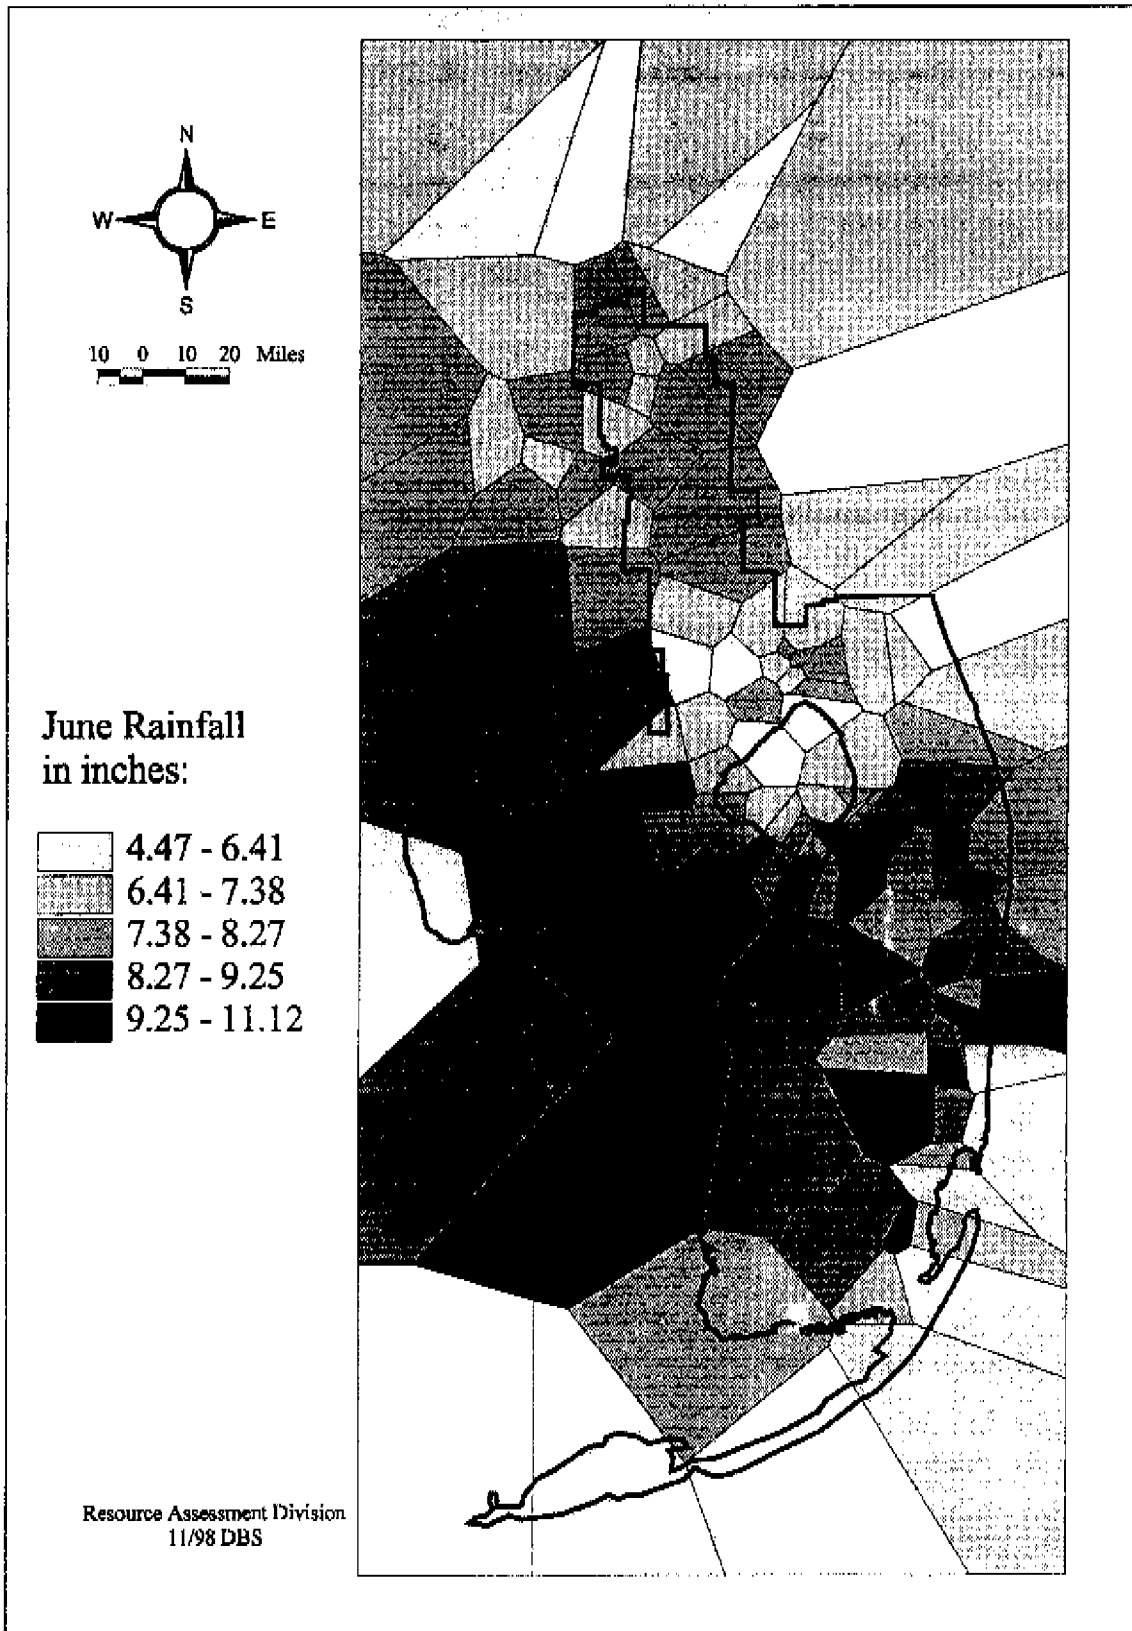 N
W E
S
10 0 10 20 Miles
June Rainfall
in inches:
4.47 - 6.41
6.41 - 7.38
7.38 - 8.27
8.27 - 9.25
9.25 - 11.12
Resource Assessment Division
11/98 DBS